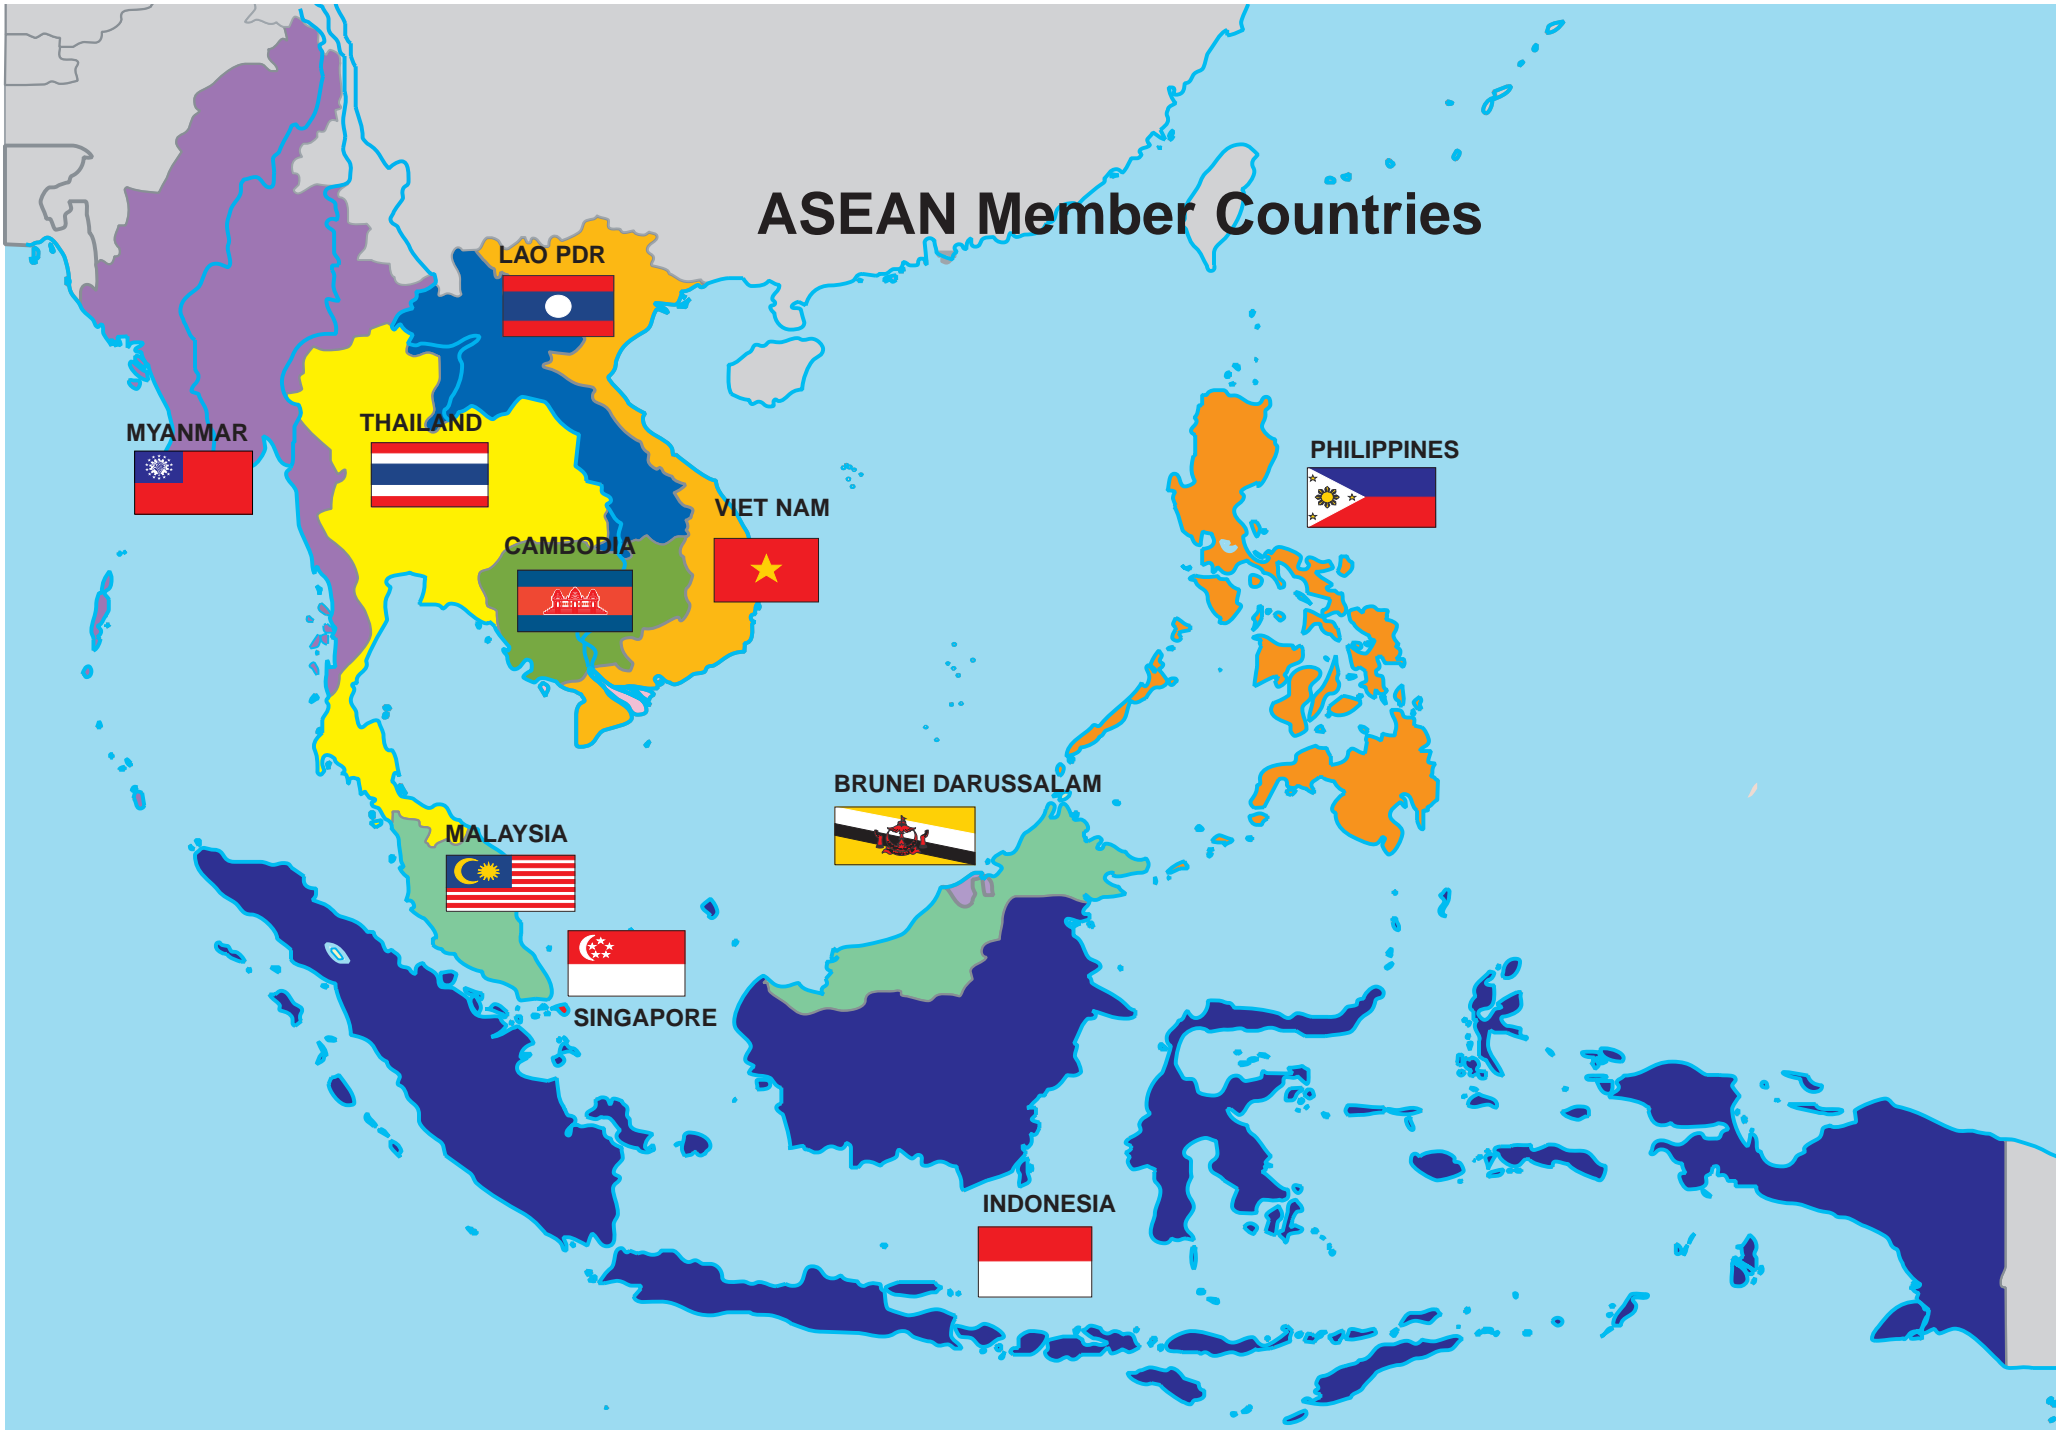 ASEAN Member Countries
LAO PDR
MYANMAR
THAILAND
PHILIPPINES
VIET NAM
CAMBODIA
BRUNEI DARUSSALAM
MALAYSIA
SINGAPORE
INDONESIA